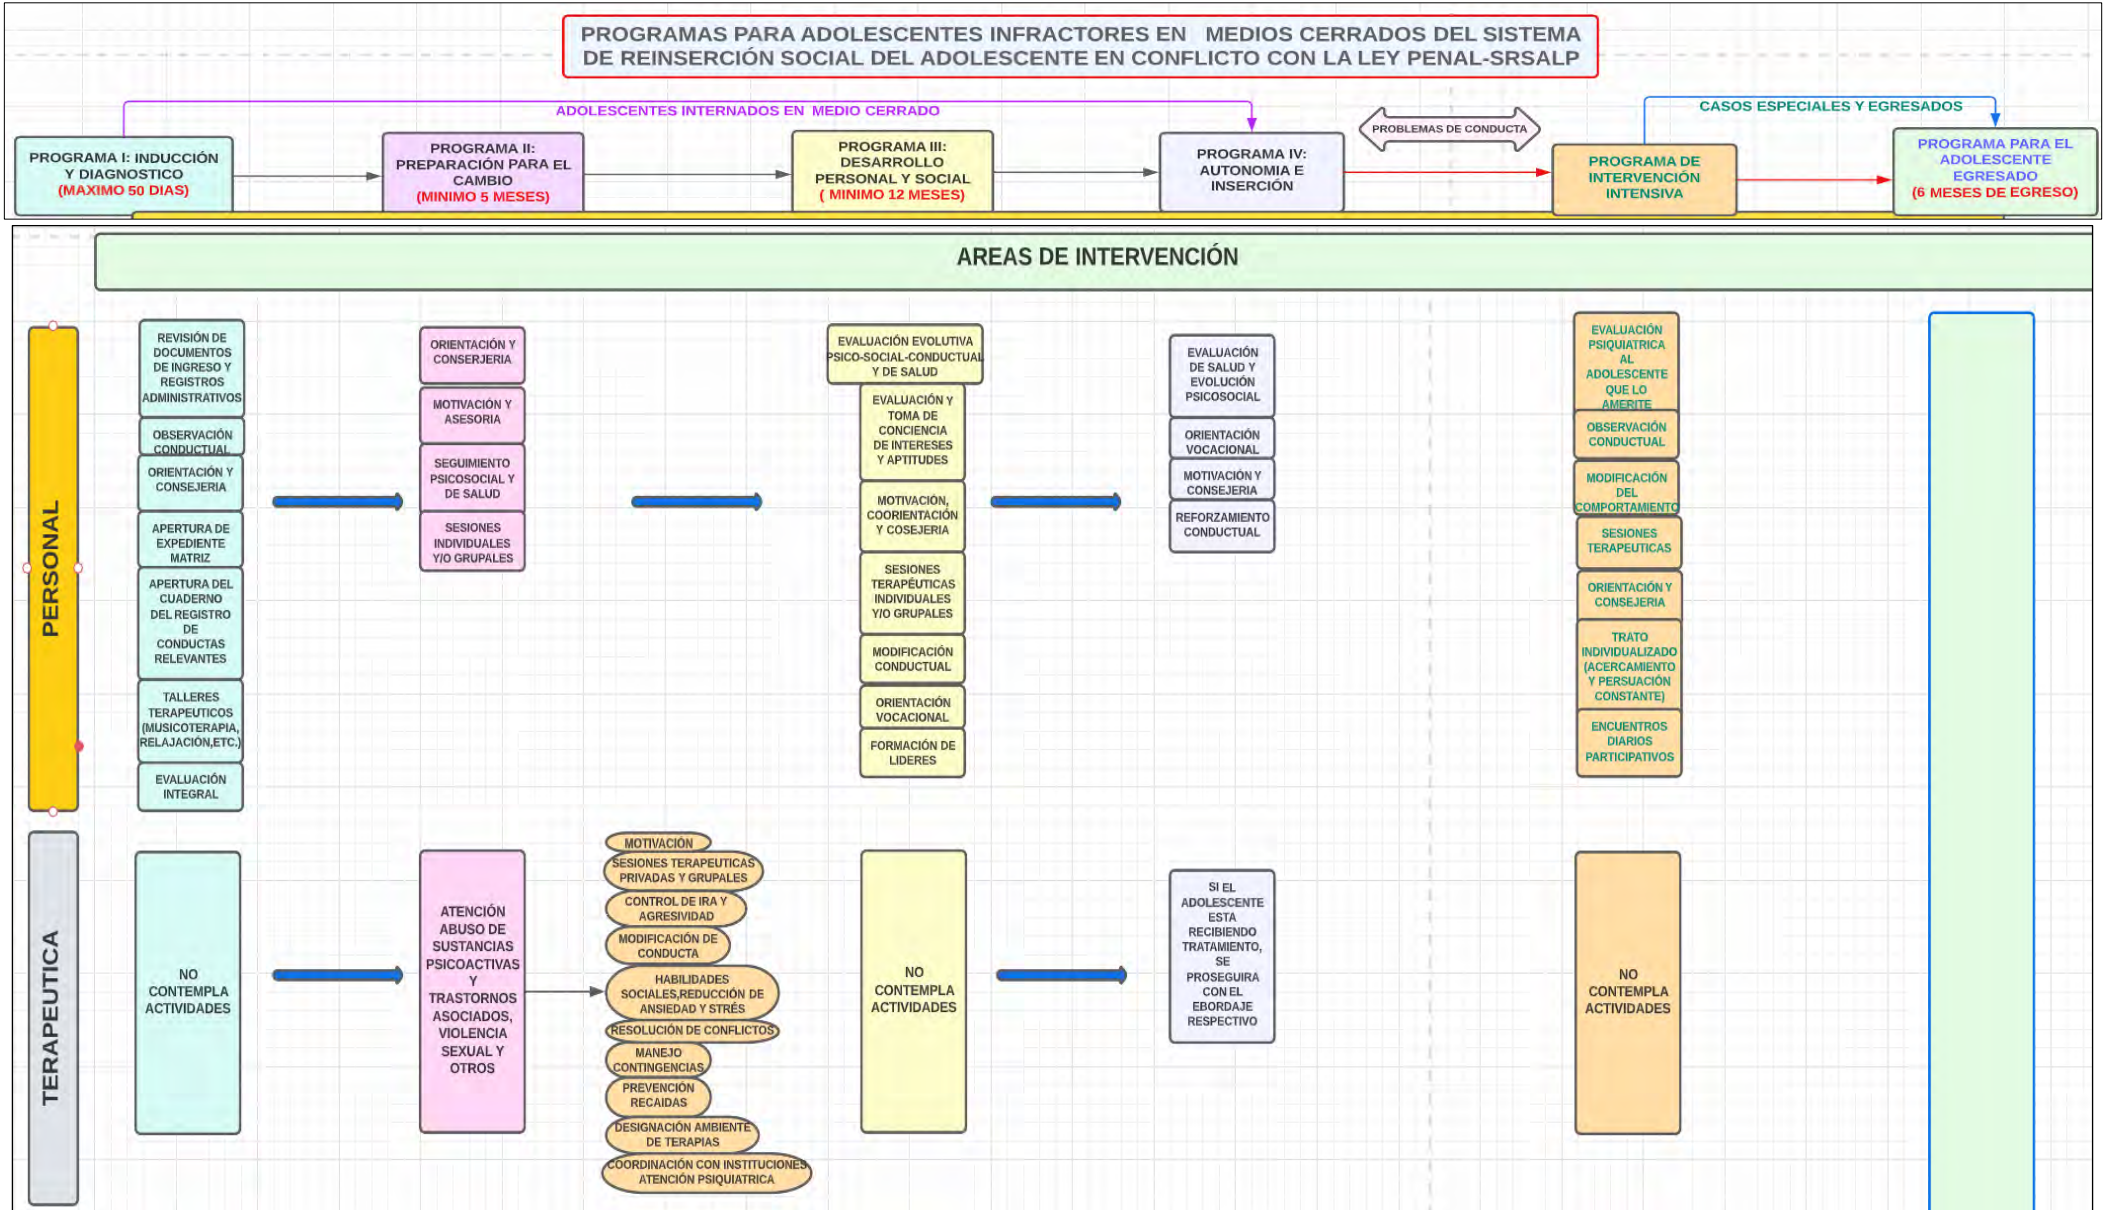 PROGRAMAS PARA ADOLESCENTES INFRACTORES EN MEDIOS CERRADOS DEL SISTEMA
DE REINSERCIÓN SOCIAL DEL ADOLESCENTE EN CONFLICTO CON LA LEY PENAL-SRSALP
ADOLESCENTES INTERNADOS EN MEDIO CERRADO
PROBLEMAS DE CONDUCTA
CASOS ESPECIALES Y EGRESADOS
PROGRAMA I: INDUCCIÓN
Y DIAGNOSTICO
(MAXIMO 50 DIAS)
PROGRAMA II:
PREPARACIÓN PARA EL
CAMBIO
(MINIMO 5 MESES)
PROGRAMA III:
DESARROLLO
PERSONAL Y SOCIAL
( MINIMO 12 MESES)
PROGRAMA IV:
AUTONOMIA E
INSERCIÓN
PROGRAMA DE
INTERVENCIÓN
INTENSIVA
PROGRAMA PARA EL
ADOLESCENTE
EGRESADO
(6 MESES DE EGRESO)
AREAS DE INTERVENCIÓN
PERSONAL
REVISIÓN DE
DOCUMENTOS
DE INGRESO Y
REGISTROS
ADMINISTRATIVOS
OBSERVACIÓN
CONDUCTUAL
ORIENTACIÓN Y
CONSEJERIA
APERTURA DE
EXPEDIENTE
MATRIZ
APERTURA DEL
CUADERNO
DEL REGISTRO
DE
CONDUCTAS
RELEVANTES
TALLERES
TERAPEUTICOS
(MUSICOTERAPIA,
RELAJACIÓN,ETC.)
EVALUACIÓN
INTEGRAL
ORIENTACIÓN Y
CONSERJERIA
MOTIVACIÓN Y
ASESORIA
SEGUIMIENTO
PSICOSOCIAL Y
DE SALUD
SESIONES
INDIVIDUALES
Y/O GRUPALES
EVALUACIÓN EVOLUTIVA
PSICO-SOCIAL-CONDUCTUAL
Y DE SALUD
EVALUACIÓN Y
TOMA DE
CONCIENCIA
DE INTERESES
Y APTITUDES
MOTIVACIÓN,
COORIENTACIÓN
Y COSEJERIA
SESIONES
TERAPÉUTICAS
INDIVIDUALES
Y/O GRUPALES
MODIFICACIÓN
CONDUCTUAL
ORIENTACIÓN
VOCACIONAL
FORMACIÓN DE
LIDERES
EVALUACIÓN
DE SALUD Y
EVOLUCIÓN
PSICOSOCIAL
ORIENTACIÓN
VOCACIONAL
MOTIVACIÓN Y
CONSEJERIA
REFORZAMIENTO
CONDUCTUAL
EVALUACIÓN
PSIQUIATRICA
AL
ADOLESCENTE
QUE LO
AMERITE
OBSERVACIÓN
CONDUCTUAL
MODIFICACIÓN
DEL
COMPORTAMIENTO
SESIONES
TERAPEUTICAS
ORIENTACIÓN Y
CONSEJERIA
TRATO
INDIVIDUALIZADO
(ACERCAMIENTO
Y PERSUACIÓN
CONSTANTE)
ENCUENTROS
DIARIOS
PARTICIPATIVOS
TERAPEUTICA
NO
CONTEMPLA
ACTIVIDADES
ATENCIÓN
ABUSO DE
SUSTANCIAS
PSICOACTIVAS
Y
TRASTORNOS
ASOCIADOS,
VIOLENCIA
SEXUAL Y
OTROS
MOTIVACIÓN
SESIONES TERAPEUTICAS
PRIVADAS Y GRUPALES
CONTROL DE IRA Y
AGRESIVIDAD
MODIFICACIÓN DE
CONDUCTA
HABILIDADES
SOCIALES,REDUCCIÓN DE
ANSIEDAD Y STRÉS
RESOLUCIÓN DE CONFLICTOS
MANEJO
CONTINGENCIAS
PREVENCIÓN
RECAIDAS
DESIGNACIÓN AMBIENTE
DE TERAPIAS
COORDINACIÓN CON INSTITUCIONES
ATENCIÓN PSIQUIATRICA
NO
CONTEMPLA
ACTIVIDADES
SI EL
ADOLESCENTE
ESTA
RECIBIENDO
TRATAMIENTO,
SE
PROSEGUIRA
CON EL
EBORDAJE
RESPECTIVO
NO
CONTEMPLA
ACTIVIDADES